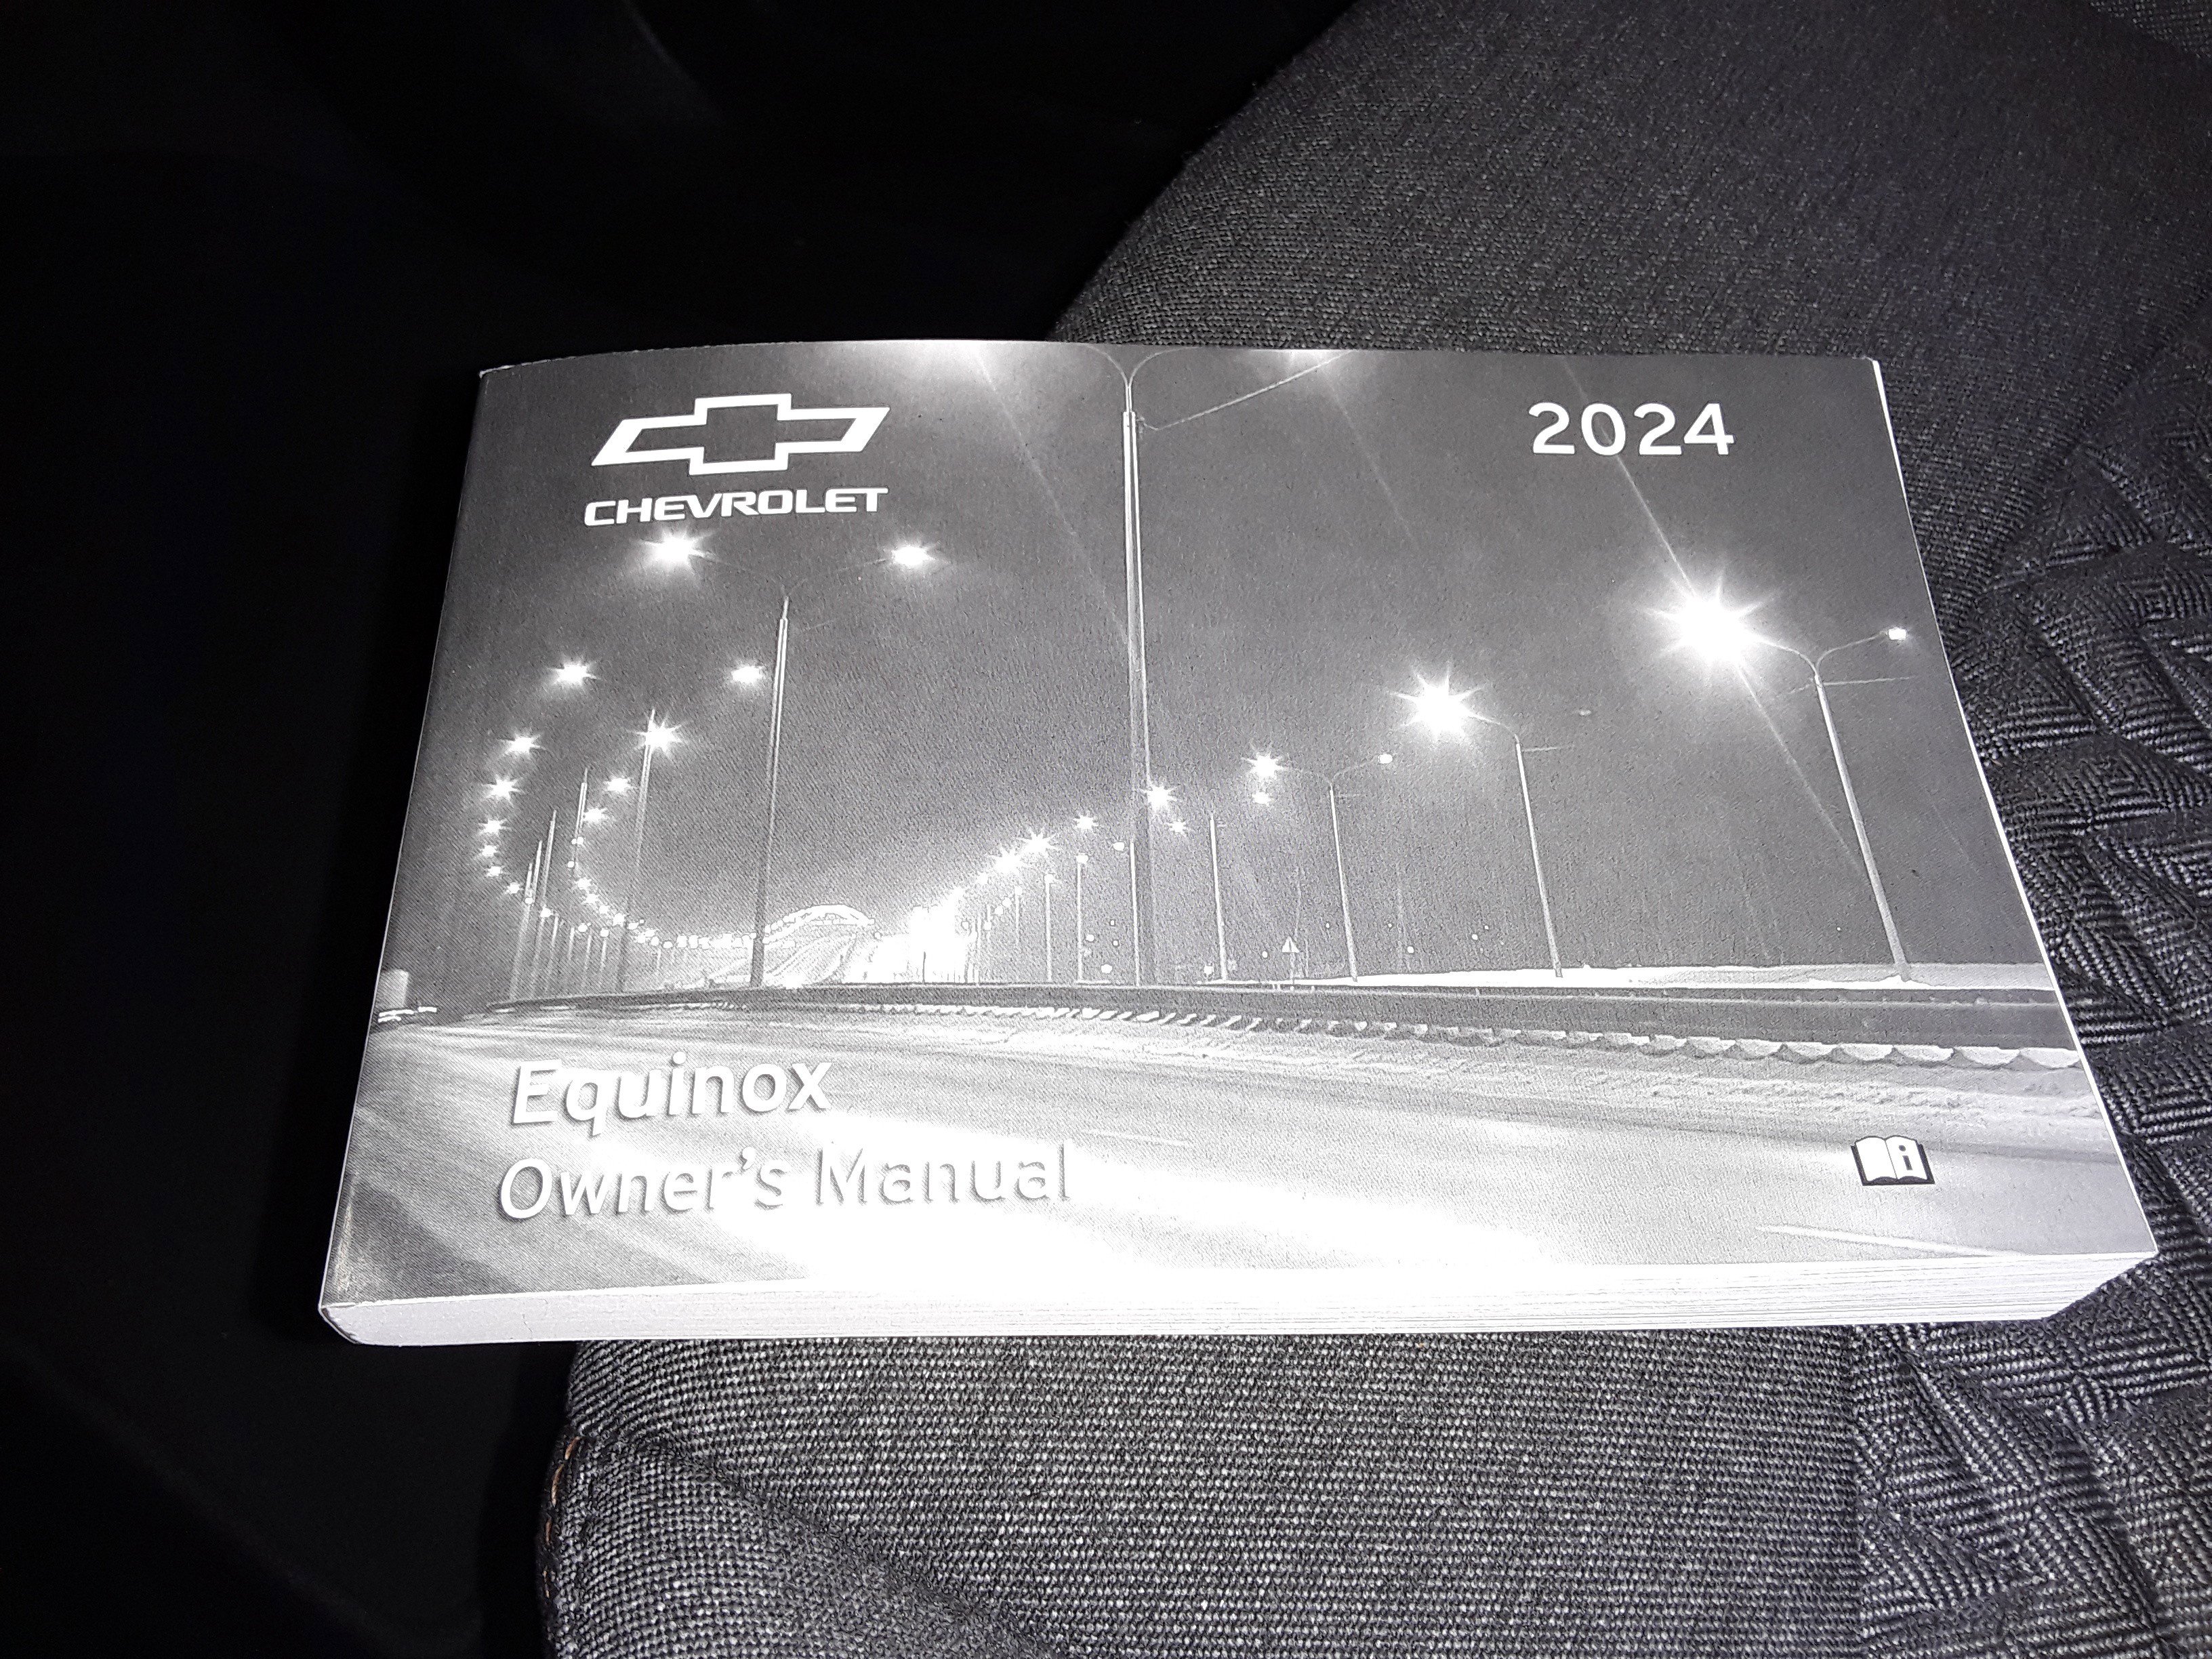 CHEVROLET
2024
Equinox
Owner's Manual
i